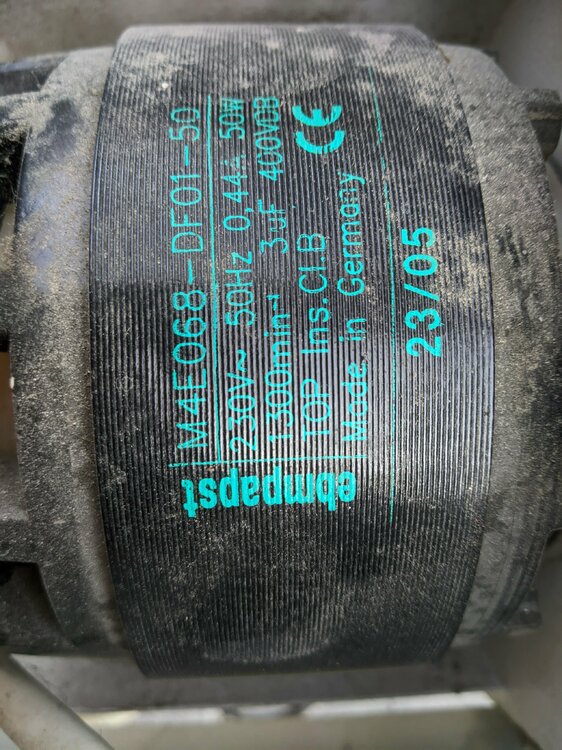 M4E068-DF01-50
230V~ 50Hz 0,44A 50W
1300min⁻¹ 3uF 400VDB
TOP Ins.Cl.B
Made in Germany
CE
23/05
ebmpapst